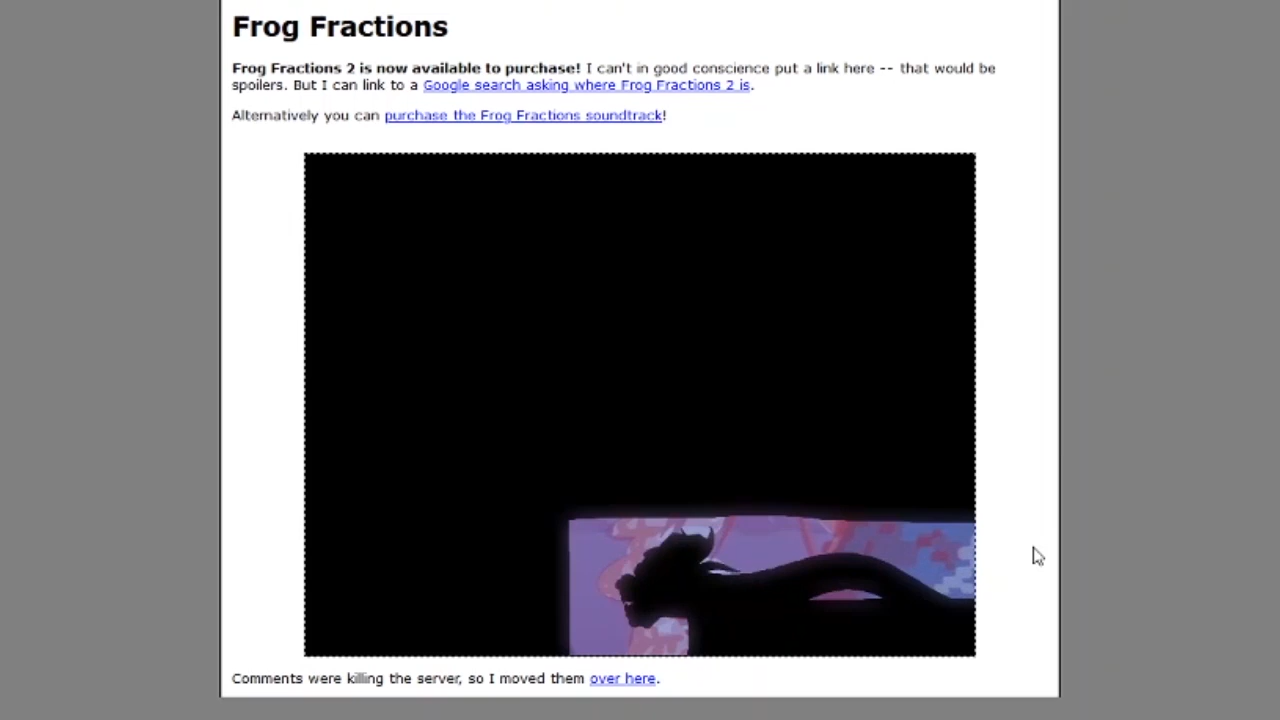 Frog Fractions
Frog Fractions 2 is now available to purchase! I can't in good conscience put a link here -- that would be
spoilers. But I can link to a Google search asking where Frog Fractions 2 is.
Alternatively you can purchase the Frog Fractions soundtrack!
Comments were killing the server, so I moved them over here.